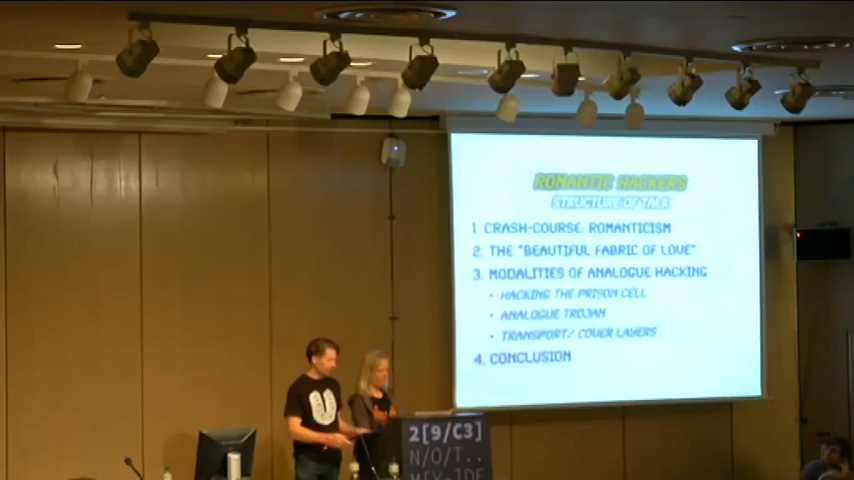 ROMANTIC HACKERS
STRUCTURE OF TALK
1. CRASH-COURSE: ROMANTICISM
2. THE "BEAUTIFUL FABRIC OF LOVE"
3. MODALITIES OF ANALOGUE HACKING
• HACKING THE PRISON CELL
• ANALOGUE TROJAN
• TRANSPORT/ COVER LAYERS
4. CONCLUSION
2[9/C3]
N/O/T..